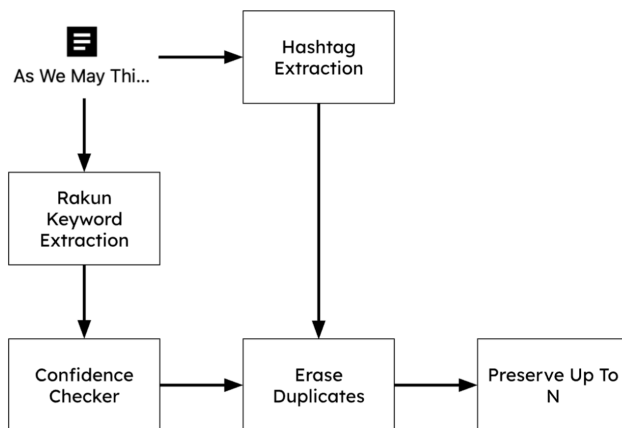 As We May Thi...
Hashtag
Extraction
Rakun
Keyword
Extraction
Confidence
Checker
Erase
Duplicates
Preserve Up To
N